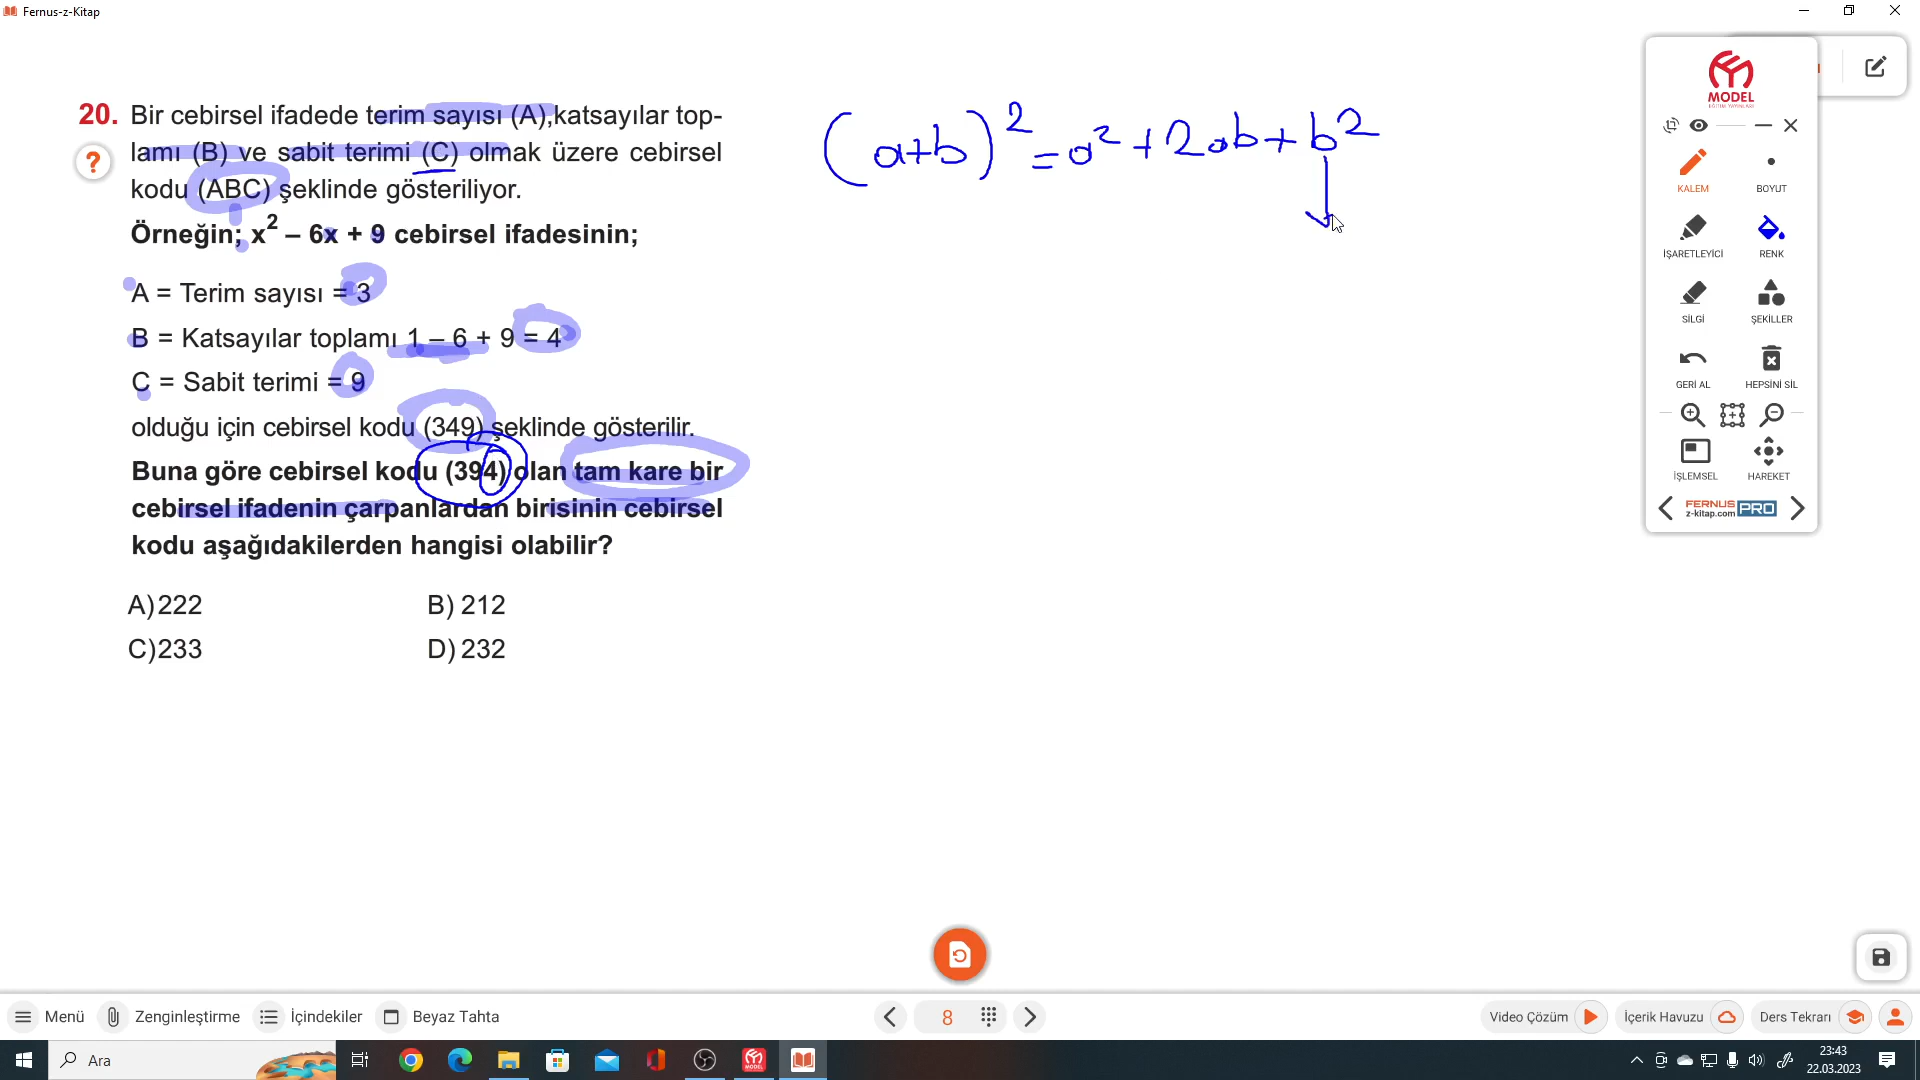 Fernus-z-Kitap
20. Bir cebirsel ifadede terim sayısı (A),katsayılar top-
lamı (B) ve sabit terimi (C) olmak üzere cebirsel
kodu (ABC) şeklinde gösteriliyor.
Örneğin; x² – 6x + 9 cebirsel ifadesinin;
A = Terim sayısı = 3
B = Katsayılar toplamı 1 – 6 + 9 = 4
C = Sabit terimi = 9
olduğu için cebirsel kodu (349) şeklinde gösterilir.
Buna göre cebirsel kodu (394) olan tam kare bir
cebirsel ifadenin çarpanlardan birisinin cebirsel
kodu aşağıdakilerden hangisi olabilir?
A)222 B) 212
C)233 D) 232
(a+b)² = a² + 2ab + b²
MODEL
KALEM BOYUT
İŞARETLEYİCİ RENK
SİLGİ ŞEKİLLER
GERİ AL HEPSİNİ SİL
İŞLEMSEL HAREKET
FERNUS
z-kitap.com PRO
Menü Zenginleştirme İçindekiler Beyaz Tahta 8 Video Çözüm İçerik Havuzu Ders Tekrarı
Ara
23:43
22.03.2023